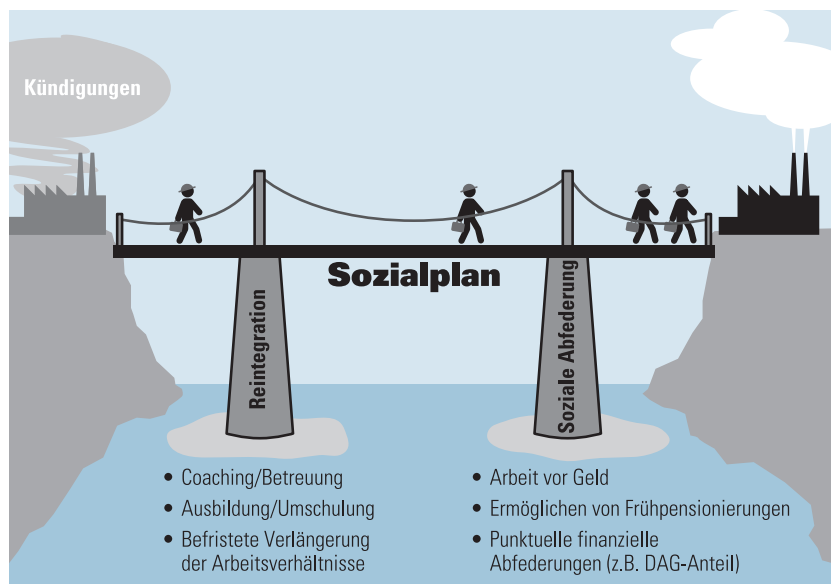 Kündigungen
Sozialplan
Reintegration
Soziale Abfederung
• Coaching/Betreuung
• Ausbildung/Umschulung
• Befristete Verlängerung
der Arbeitsverhältnisse
• Arbeit vor Geld
• Ermöglichen von Frühpensionierungen
• Punktuelle finanzielle
Abfederungen (z.B. DAG-Anteil)